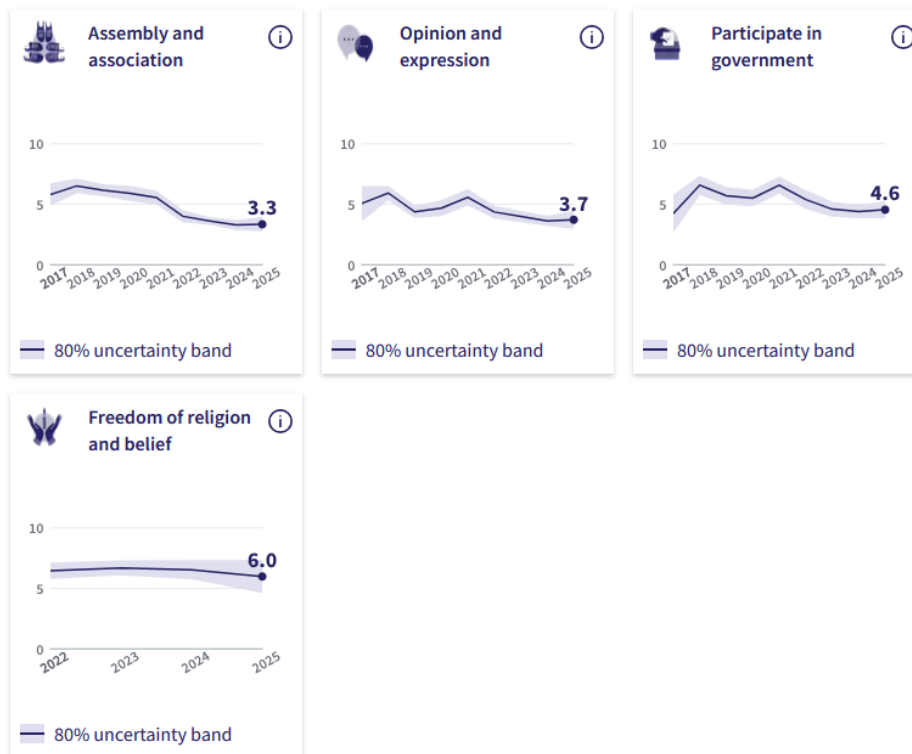 Assembly and
association
10
5
0
3.3
2017 2018 2019 2020 2021 2022 2023 2024 2025
80% uncertainty band
Opinion and
expression
10
5
0
3.7
2017 2018 2019 2020 2021 2022 2023 2024 2025
80% uncertainty band
Participate in
government
10
5
0
4.6
2017 2018 2019 2020 2021 2022 2023 2024 2025
80% uncertainty band
Freedom of religion
and belief
10
5
0
6.0
2022 2023 2024 2025
80% uncertainty band